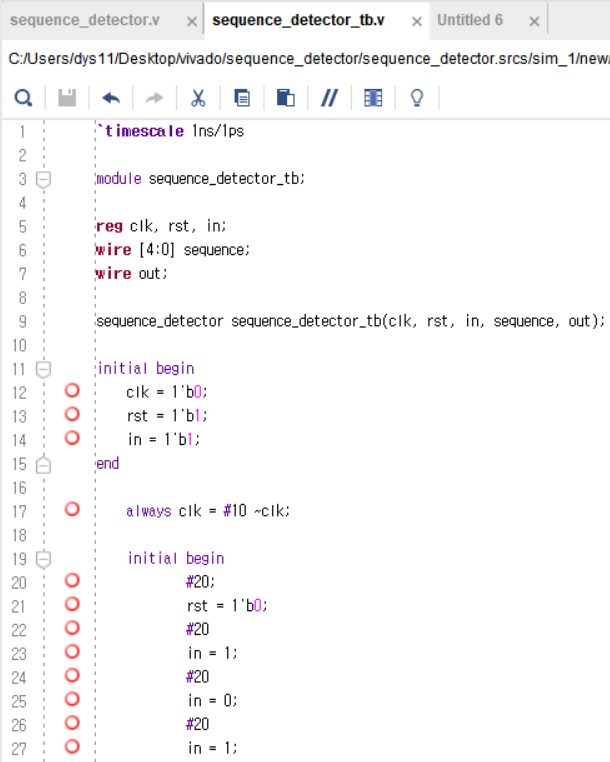 sequence_detector.v × sequence_detector_tb.v × Untitled 6 ×
C:/Users/dys11/Desktop/vivado/sequence_detector/sequence_detector.srcs/sim_1/new/
1 `timescale 1ns/1ps
2
3 module sequence_detector_tb;
4
5 reg clk, rst, in;
6 wire [4:0] sequence;
7 wire out;
8
9 sequence_detector sequence_detector_tb(clk, rst, in, sequence, out);
10
11 initial begin
12 clk = 1'b0;
13 rst = 1'b1;
14 in = 1'b1;
15 end
16
17 always clk = #10 ~clk;
18
19 initial begin
20 #20;
21 rst = 1'b0;
22 #20
23 in = 1;
24 #20
25 in = 0;
26 #20
27 in = 1;